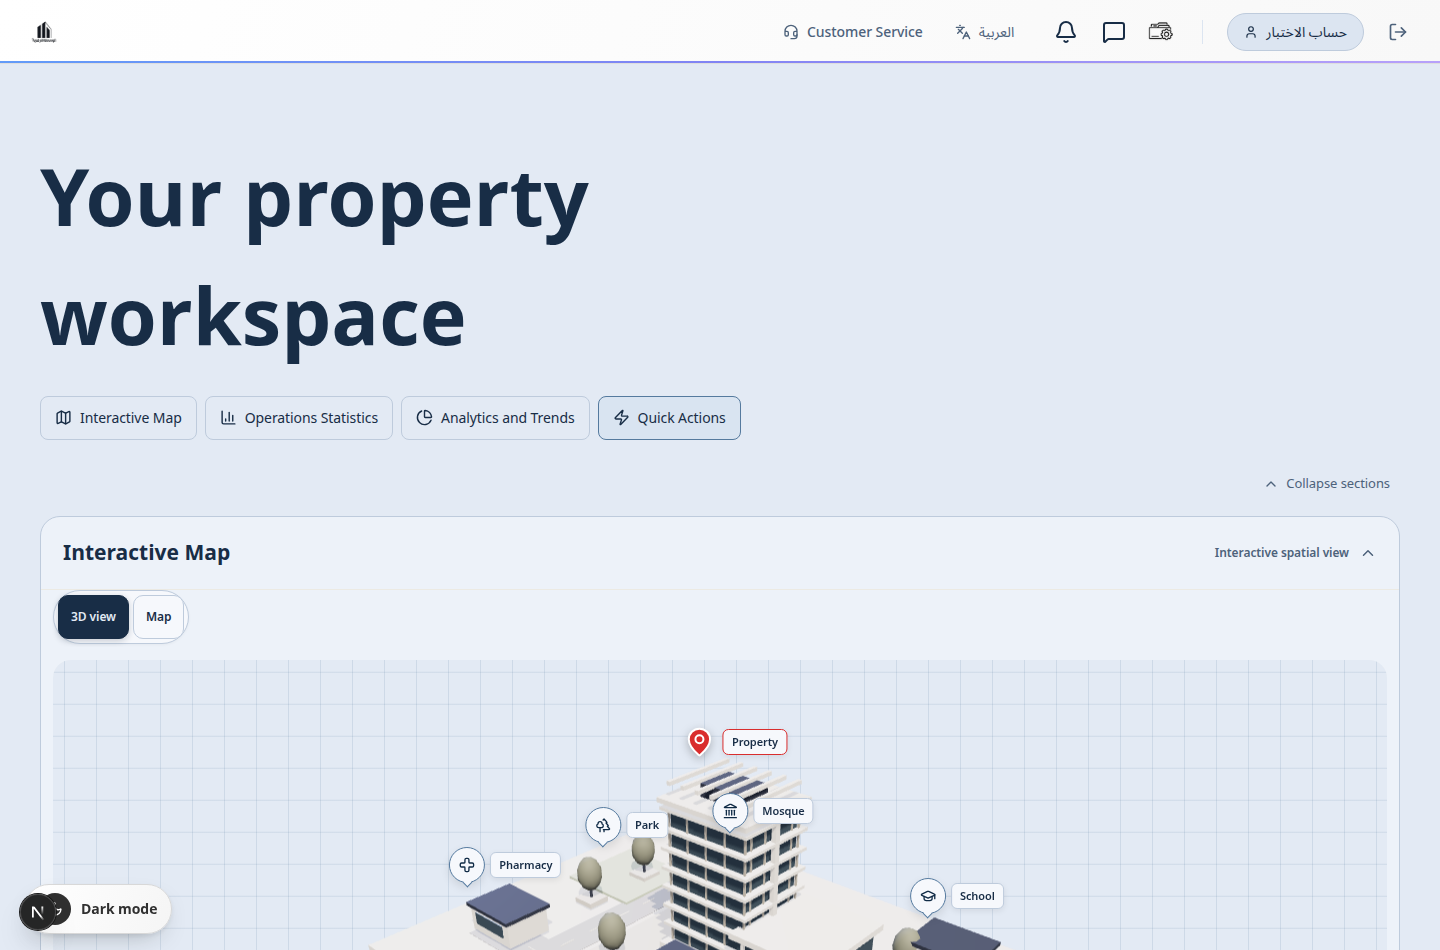 Customer Service
العربية
حساب الاختبار
Your property
workspace
Interactive Map
Operations Statistics
Analytics and Trends
Quick Actions
Collapse sections
Interactive Map
Interactive spatial view
3D view
Map
Property
Mosque
Park
Pharmacy
School
N
Dark mode